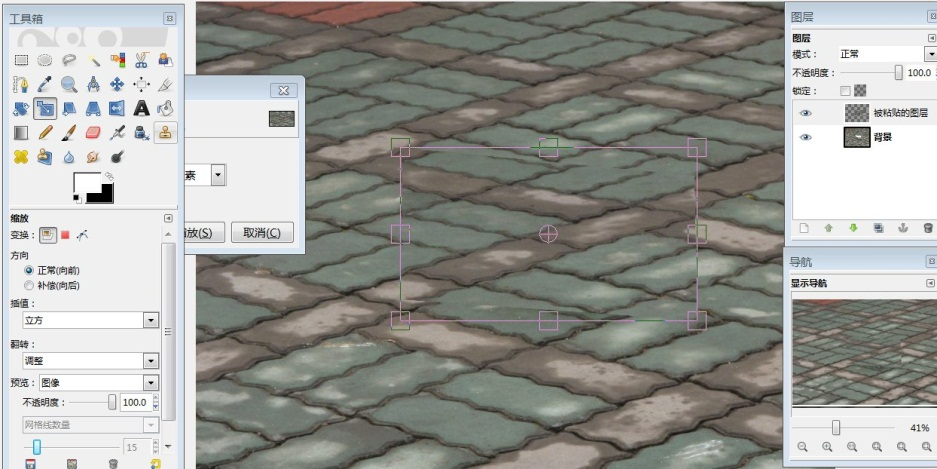 工具箱
缩放
变换：
方向
正常(向前)
补偿(向后)
插值：
立方
翻转：
调整
预览：
图像
不透明度：
100.0
网格线数量
15
素
放(S)
取消(C)
图层
图层
模式：
正常
不透明度：
100.0
锁定：
被粘贴的图层
背景
导航
显示导航
41%